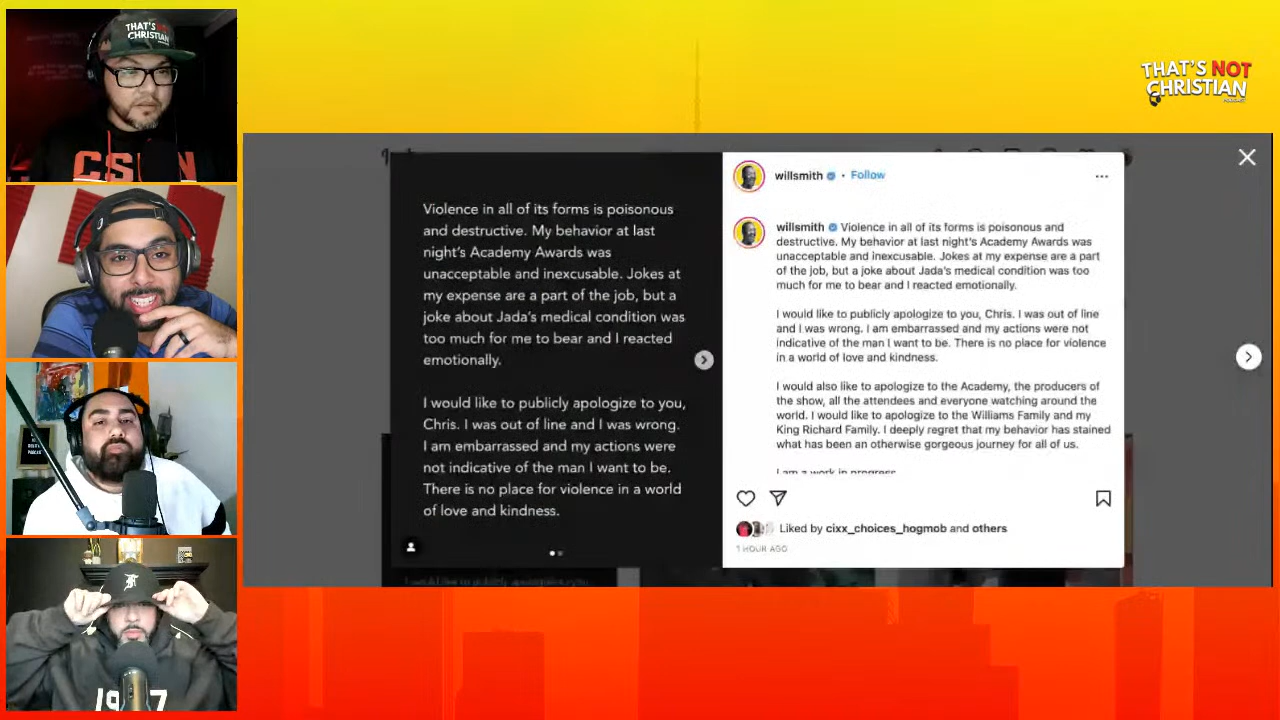 THAT'S NOT
CHRISTIAN
THAT'S NOT
CHRISTIAN
1987
Violence in all of its forms is poisonous
and destructive. My behavior at last
night's Academy Awards was
unacceptable and inexcusable. Jokes at
my expense are a part of the job, but a
joke about Jada's medical condition was
too much for me to bear and I reacted
emotionally.
I would like to publicly apologize to you,
Chris. I was out of line and I was wrong.
I am embarrassed and my actions were
not indicative of the man I want to be.
There is no place for violence in a world
of love and kindness.
willsmith • Follow
willsmith Violence in all of its forms is poisonous and
destructive. My behavior at last night's Academy Awards was
unacceptable and inexcusable. Jokes at my expense are a part
of the job, but a joke about Jada's medical condition was too
much for me to bear and I reacted emotionally.
I would like to publicly apologize to you, Chris. I was out of line
and I was wrong. I am embarrassed and my actions were not
indicative of the man I want to be. There is no place for violence
in a world of love and kindness.
I would also like to apologize to the Academy, the producers of
the show, all the attendees and everyone watching around the
world. I would like to apologize to the Williams Family and my
King Richard Family. I deeply regret that my behavior has stained
what has been an otherwise gorgeous journey for all of us.
I am a work in progress
Liked by cixx_choices_hogmob and others
1 HOUR AGO